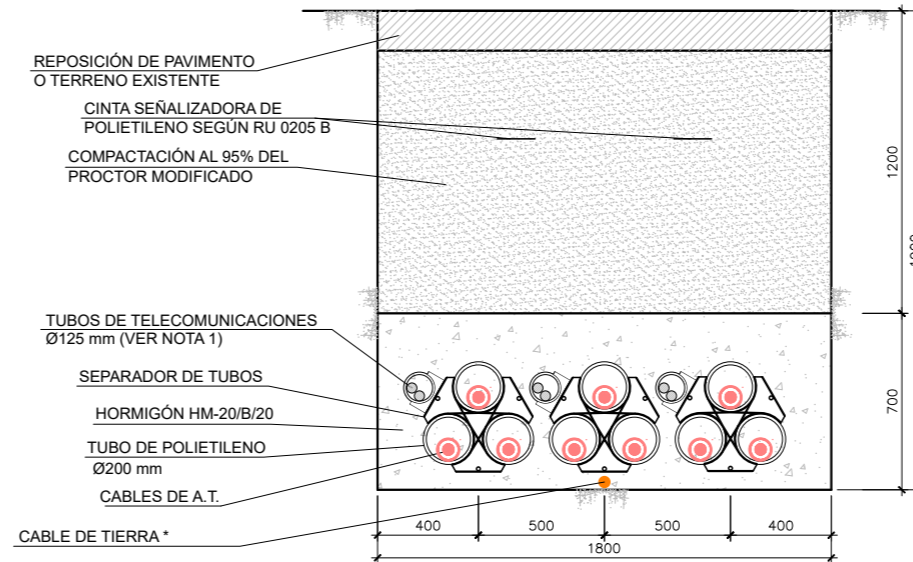 REPOSICIÓN DE PAVIMENTO
O TERRENO EXISTENTE
CINTA SEÑALIZADORA DE
POLIETILENO SEGÚN RU 0205 B
COMPACTACIÓN AL 95% DEL
PROCTOR MODIFICADO
1200
TUBOS DE TELECOMUNICACIONES
Ø125 mm (VER NOTA 1)
SEPARADOR DE TUBOS
HORMIGÓN HM-20/B/20
TUBO DE POLIETILENO
Ø200 mm
CABLES DE A.T.
CABLE DE TIERRA *
700
400
500
500
400
1800